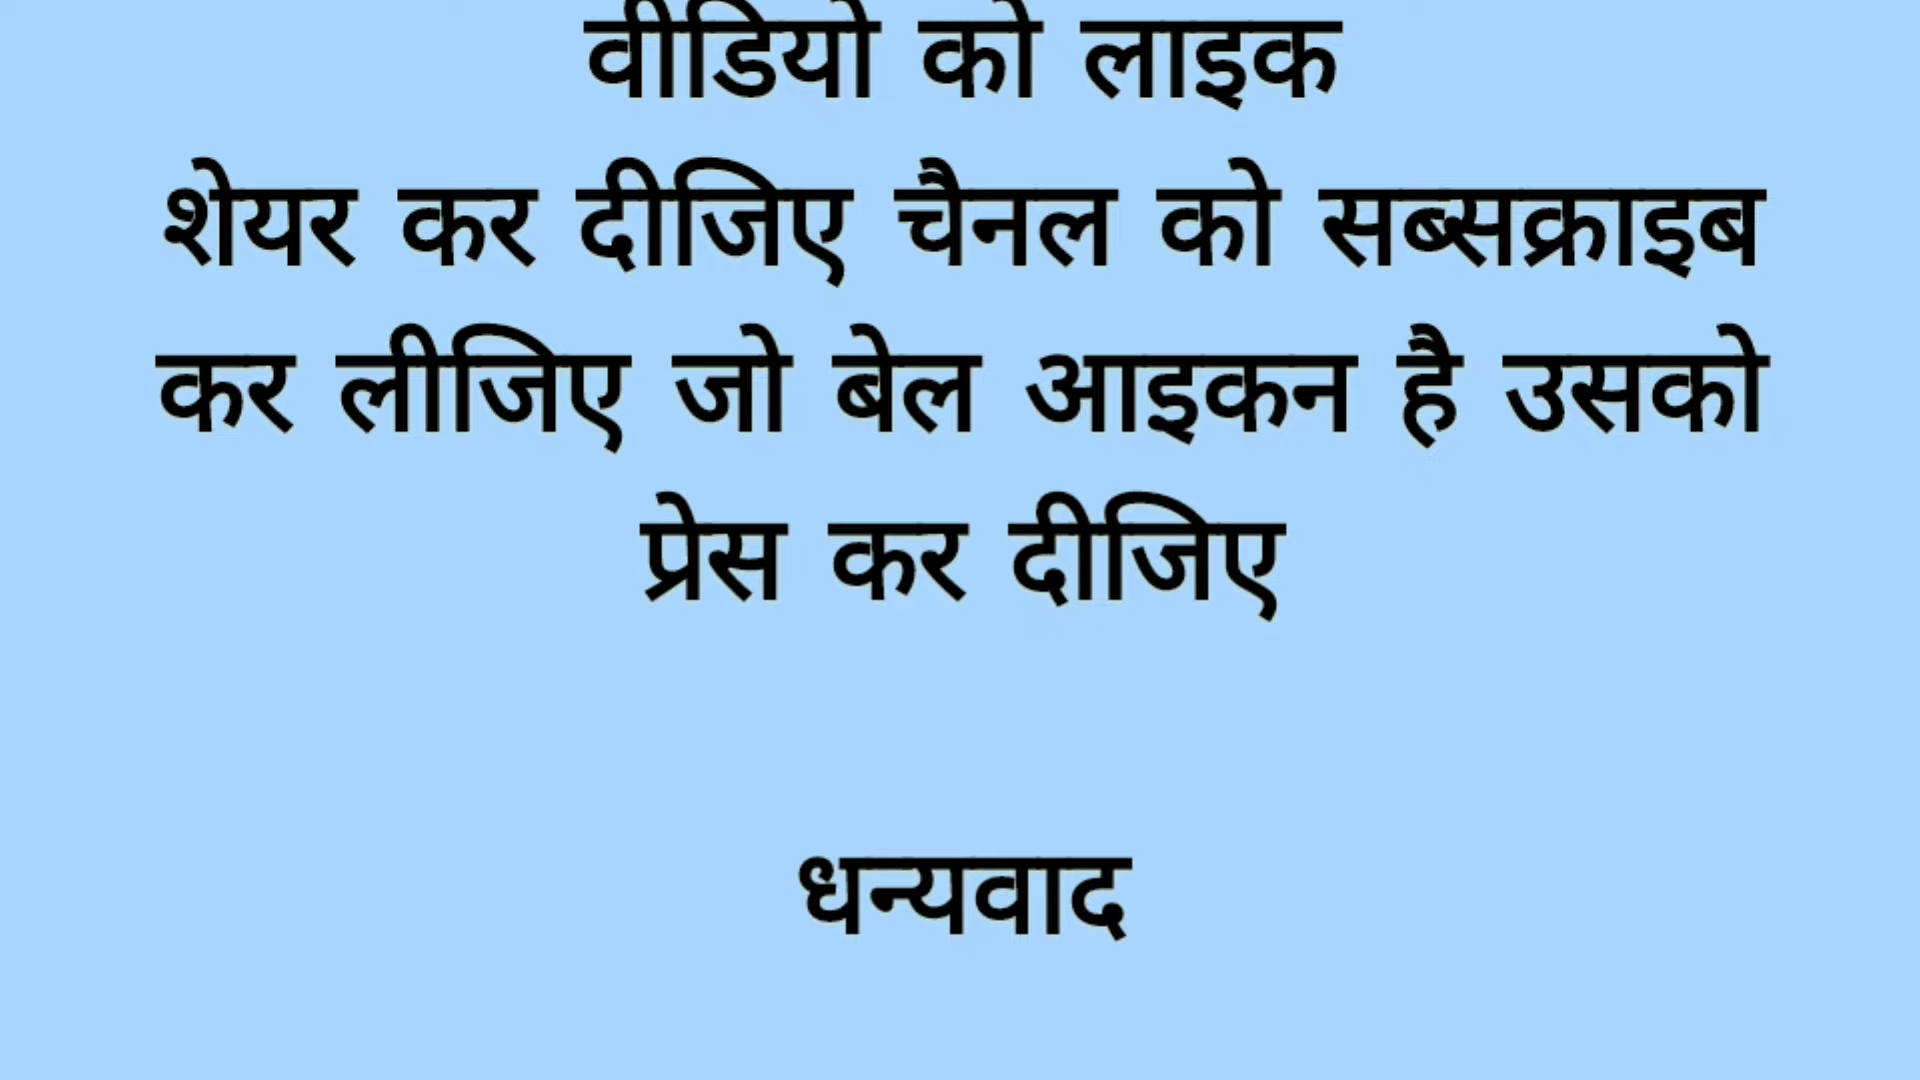 वीडियो को लाइक
शेयर कर दीजिए चैनल को सब्सक्राइब
कर लीजिए जो बेल आइकन है उसको
प्रेस कर दीजिए
धन्यवाद